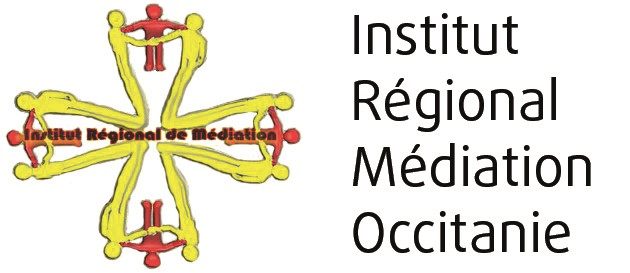 Institut Régional de Médiation
Institut
Régional
Médiation
Occitanie